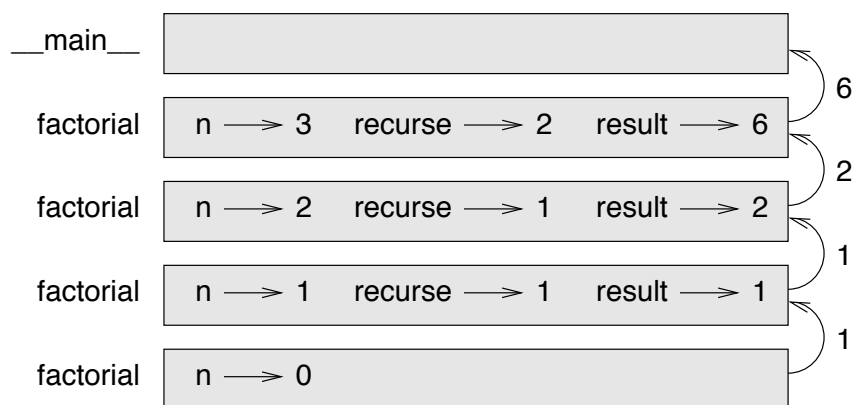 __main__
6
factorial n 3 recurse 2 result 6
2
factorial n 2 recurse 1 result 2
1
factorial n 1 recurse 1 result 1
1
factorial n 0